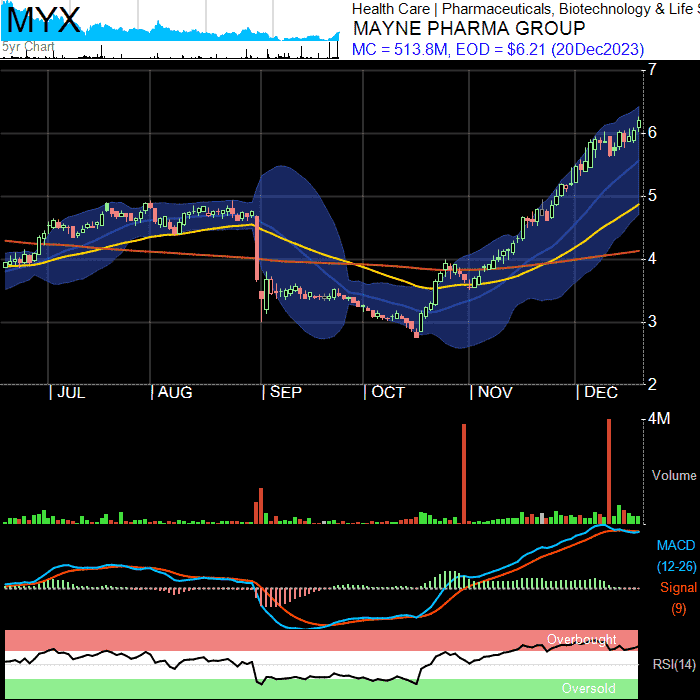 MYX
5yr Chart
Health Care | Pharmaceuticals, Biotechnology & Life S
MAYNE PHARMA GROUP
MC = 513.8M, EOD = $6.21 (20Dec2023)
7
6
5
4
3
2
| JUL | AUG | SEP | OCT | NOV | DEC
4M
Volume
MACD
(12-26)
Signal
(9)
Overbought
RSI(14)
Oversold